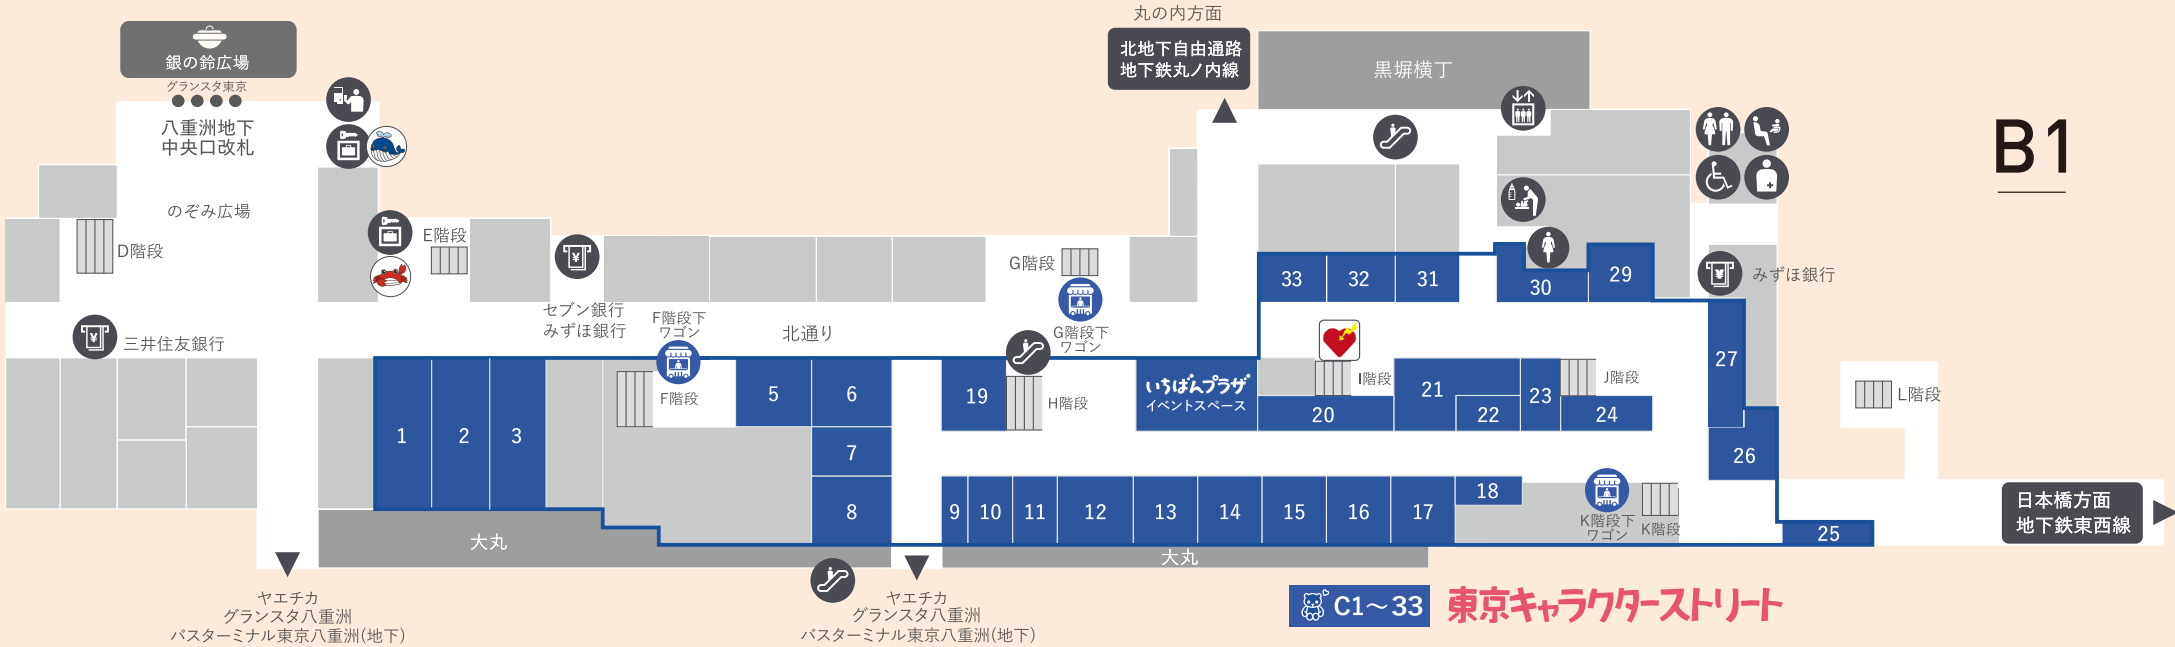 銀の鈴広場
グランスタ東京
八重洲地下
中央口改札
のぞみ広場
D階段
¥
三井住友銀行
E階段
¥
セブン銀行
みずほ銀行
F階段下
ワゴン
F階段
北通り
G階段
G階段下
ワゴン
H階段
丸の内方面
北地下自由通路
地下鉄丸ノ内線
黒塀横丁
B1
¥
みずほ銀行
33
32
31
30
29
27
26
25
いちばんプラザ
イベントスペース
I階段
20
21
22
23
J階段
24
L階段
1
2
3
5
6
7
8
19
9
10
11
12
13
14
15
16
17
18
K階段下
ワゴン
K階段
日本橋方面
地下鉄東西線
大丸
大丸
ヤエチカ
グランスタ八重洲
バスターミナル東京八重洲(地下)
ヤエチカ
グランスタ八重洲
バスターミナル東京八重洲(地下)
C1〜33
東京キャラクターストリート